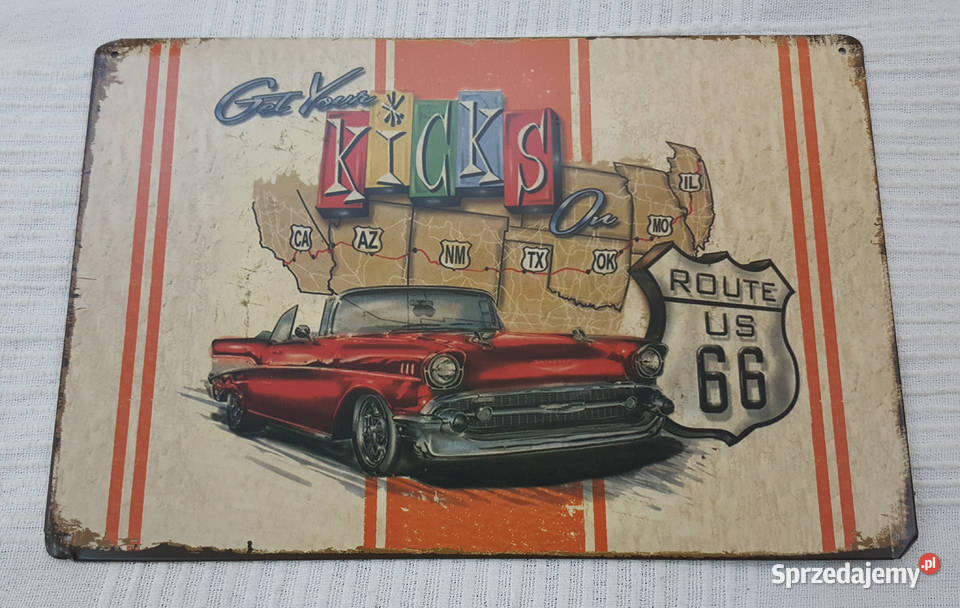 Get Your
KiCKS
On
IL
MO
CA
AZ
NM
TX
OK
ROUTE
US
66
Sprzedajemy.pl